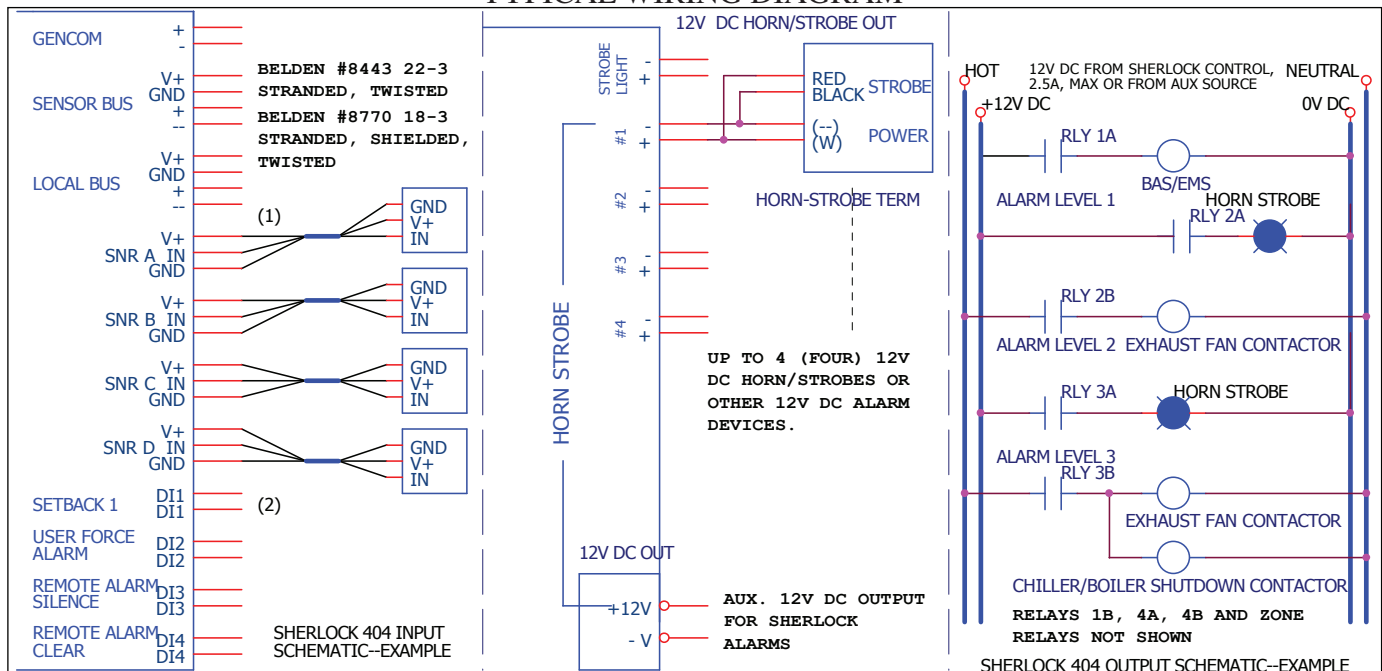 GENCOM
+
-
V+
GND
SENSOR BUS
+
--
V+
GND
LOCAL BUS
+
--
BELDEN #8443 22-3
STRANDED, TWISTED
BELDEN #8770 18-3
STRANDED, SHIELDED,
TWISTED
(1)
V+
SNR A IN
GND
GND
V+
IN
V+
SNR B IN
GND
GND
V+
IN
V+
SNR C IN
GND
GND
V+
IN
V+
SNR D IN
GND
GND
V+
IN
SETBACK 1
DI1
DI1
(2)
USER FORCE
ALARM
DI2
DI2
REMOTE ALARM
SILENCE
DI3
DI3
REMOTE ALARM
CLEAR
DI4
DI4
SHERLOCK 404 INPUT
SCHEMATIC--EXAMPLE
12V DC HORN/STROBE OUT
STROBE
LIGHT
-
+
#1
-
+
#2
-
+
#3
-
+
#4
-
+
HORN STROBE
RED
BLACK
STROBE
(--)
(W)
POWER
HORN-STROBE TERM
UP TO 4 (FOUR) 12V
DC HORN/STROBES OR
OTHER 12V DC ALARM
DEVICES.
12V DC OUT
+12V
- V
AUX. 12V DC OUTPUT
FOR SHERLOCK
ALARMS
HOT
12V DC FROM SHERLOCK CONTROL,
2.5A, MAX OR FROM AUX SOURCE
NEUTRAL
+12V DC
0V DC
RLY 1A
BAS/EMS
ALARM LEVEL 1
HORN STROBE
RLY 2A
RLY 2B
ALARM LEVEL 2
EXHAUST FAN CONTACTOR
RLY 3A
HORN STROBE
ALARM LEVEL 3
RLY 3B
EXHAUST FAN CONTACTOR
CHILLER/BOILER SHUTDOWN CONTACTOR
RELAYS 1B, 4A, 4B AND ZONE
RELAYS NOT SHOWN
SHERLOCK 404 OUTPUT SCHEMATIC--EXAMPLE